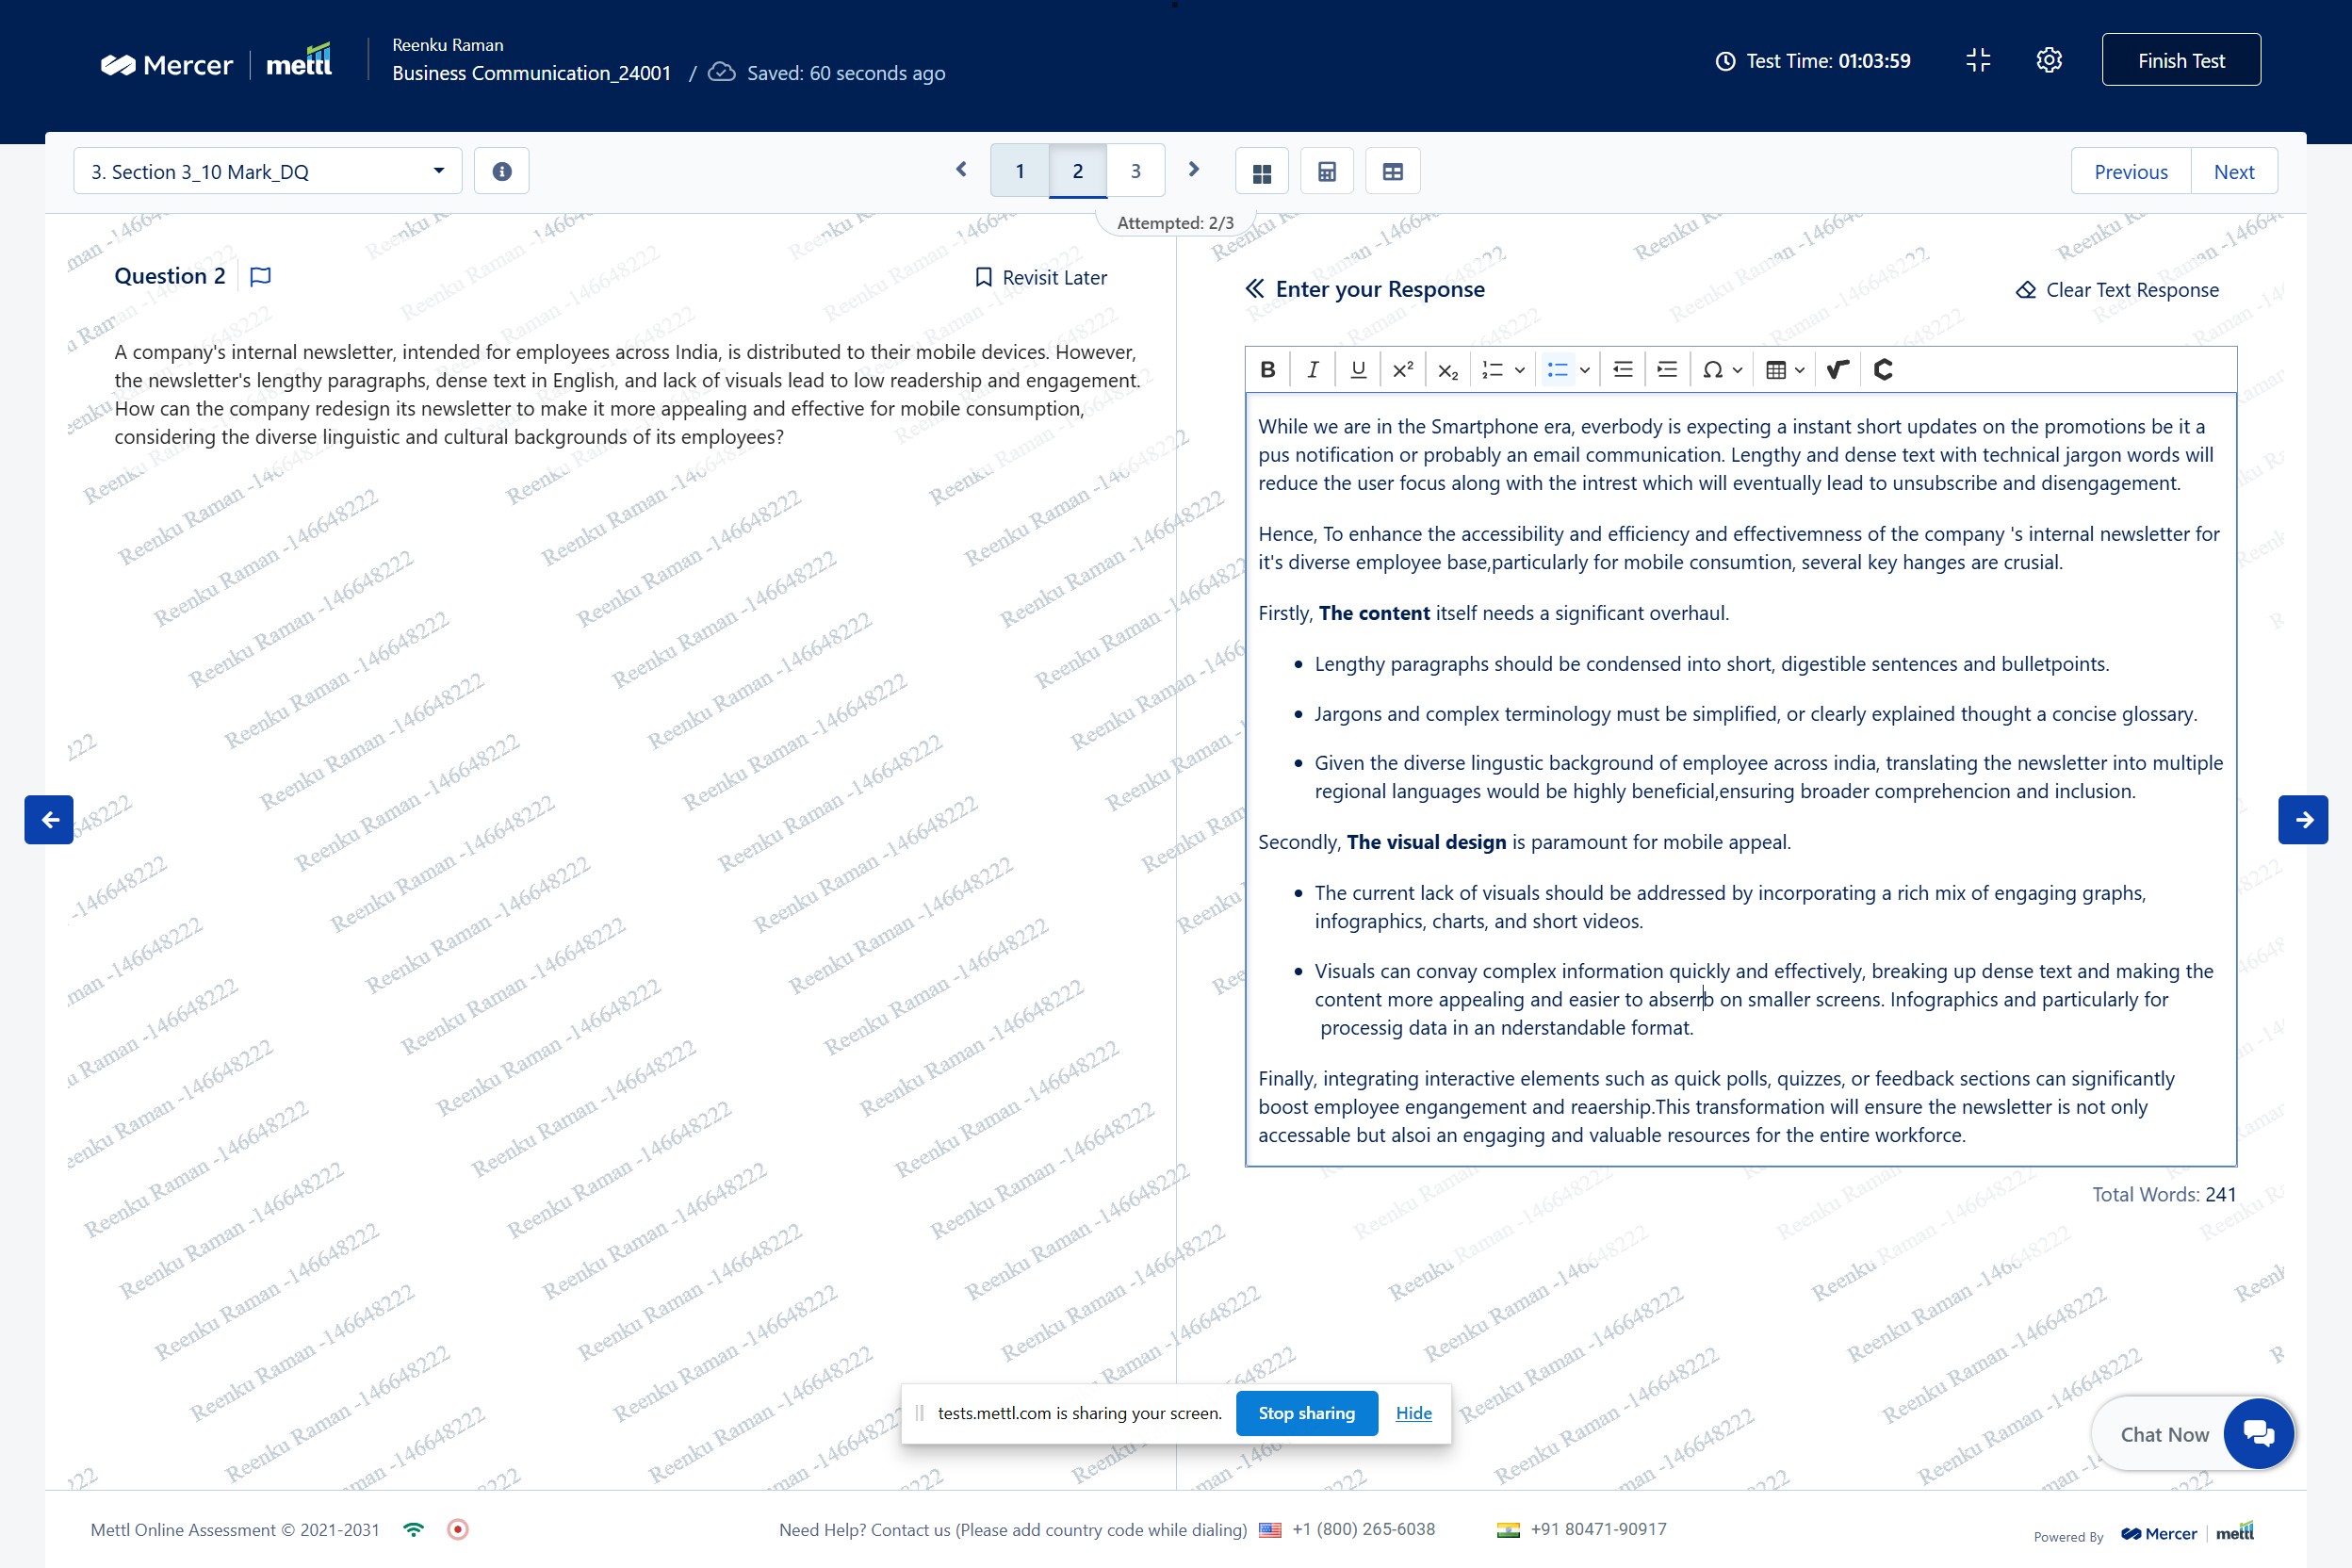 Mercer | mettl
Reenku Raman
Business Communication_24001 / Saved: 60 seconds ago
Test Time: 01:03:59
Finish Test
3. Section 3_10 Mark_DQ
1 2 3
Previous Next
Attempted: 2/3
Question 2
Revisit Later
A company's internal newsletter, intended for employees across India, is distributed to their mobile devices. However,
the newsletter's lengthy paragraphs, dense text in English, and lack of visuals lead to low readership and engagement.
How can the company redesign its newsletter to make it more appealing and effective for mobile consumption,
considering the diverse linguistic and cultural backgrounds of its employees?
Enter your Response
Clear Text Response
B I U x² x₂ Ω
While we are in the Smartphone era, everbody is expecting a instant short updates on the promotions be it a
pus notification or probably an email communication. Lengthy and dense text with technical jargon words will
reduce the user focus along with the intrest which will eventually lead to unsubscribe and disengagement.
Hence, To enhance the accessibility and efficiency and effectivemness of the company 's internal newsletter for
it's diverse employee base,particularly for mobile consumtion, several key hanges are crusial.
Firstly, The content itself needs a significant overhaul.
• Lengthy paragraphs should be condensed into short, digestible sentences and bulletpoints.
• Jargons and complex terminology must be simplified, or clearly explained thought a concise glossary.
• Given the diverse lingustic background of employee across india, translating the newsletter into multiple
regional languages would be highly beneficial,ensuring broader comprehencion and inclusion.
Secondly, The visual design is paramount for mobile appeal.
• The current lack of visuals should be addressed by incorporating a rich mix of engaging graphs,
infographics, charts, and short videos.
• Visuals can convay complex information quickly and effectively, breaking up dense text and making the
content more appealing and easier to abserrb on smaller screens. Infographics and particularly for
processig data in an nderstandable format.
Finally, integrating interactive elements such as quick polls, quizzes, or feedback sections can significantly
boost employee engangement and reaership.This transformation will ensure the newsletter is not only
accessable but alsoi an engaging and valuable resources for the entire workforce.
Total Words: 241
Reenku Raman -146648222
tests.mettl.com is sharing your screen. Stop sharing Hide
Chat Now
Mettl Online Assessment © 2021-2031
Need Help? Contact us (Please add country code while dialing) +1 (800) 265-6038 +91 80471-90917
Powered By Mercer | mettl